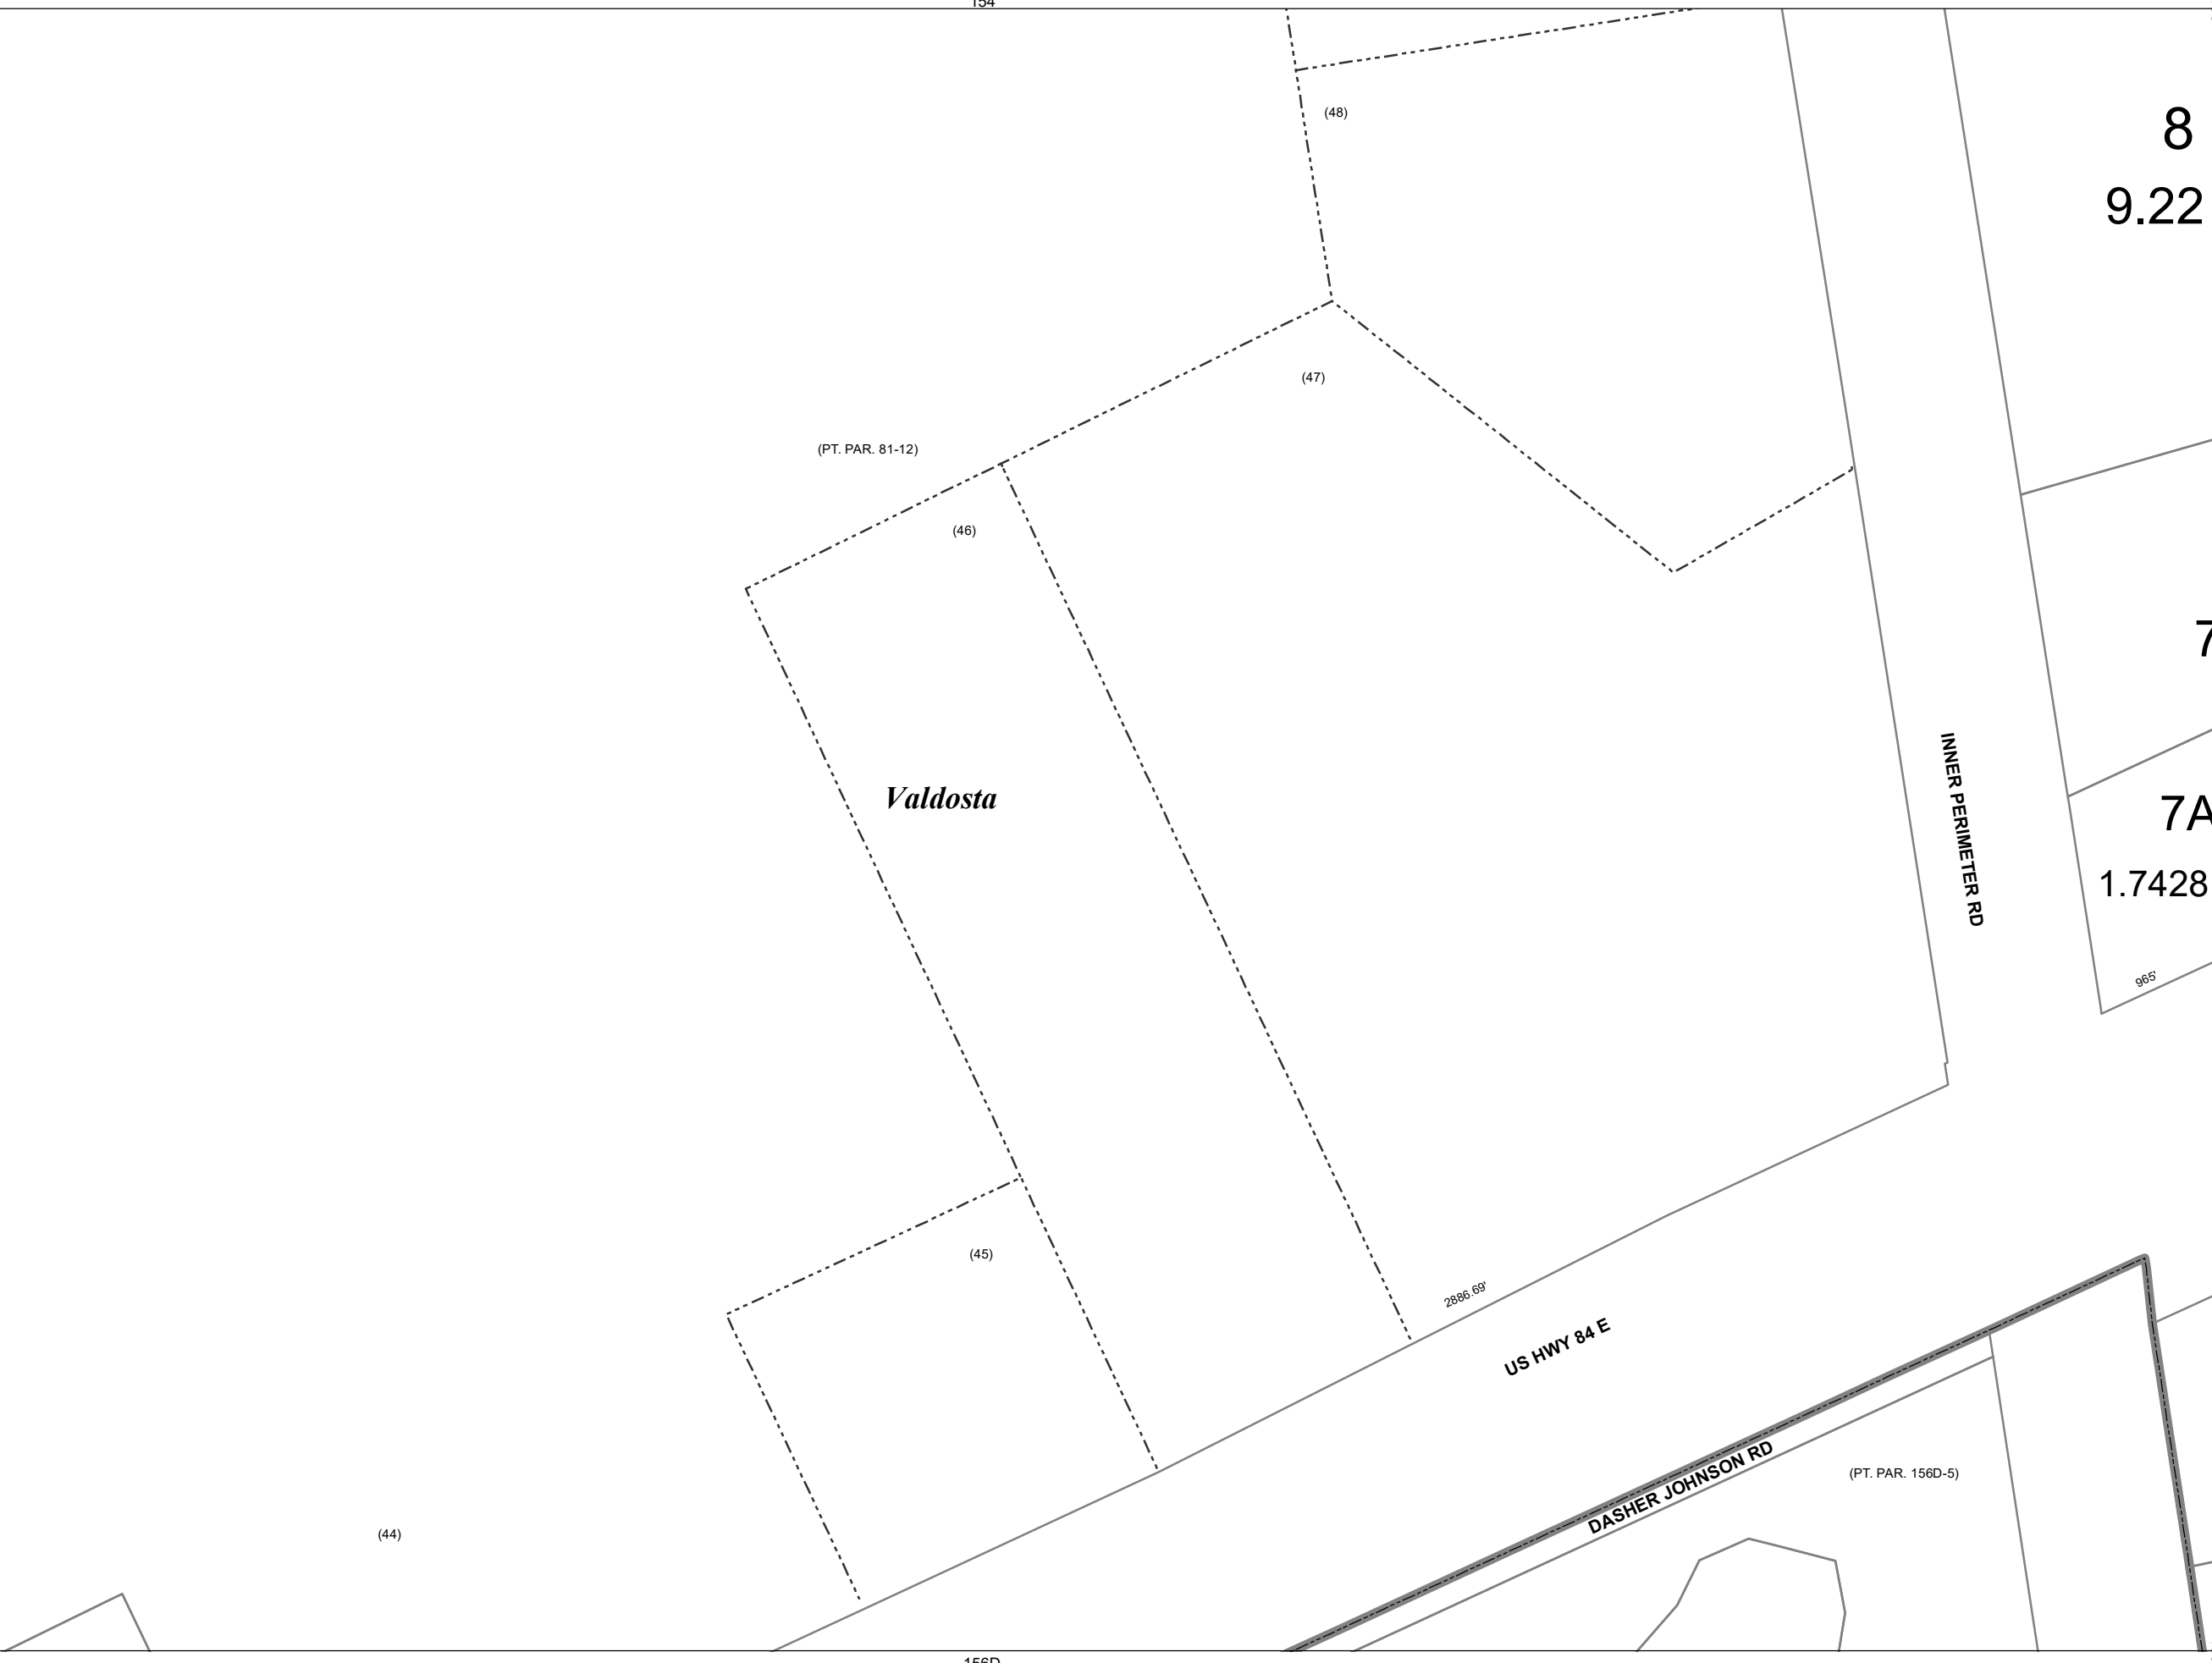 154
(48)
8
9.22
(47)
(PT. PAR. 81-12)
(46)
7
INNER PERIMETER RD
Valdosta
7A
1.7428
965'
(45)
2886.69'
US HWY 84 E
DASHER JOHNSON RD
(PT. PAR. 156D-5)
(44)
156D